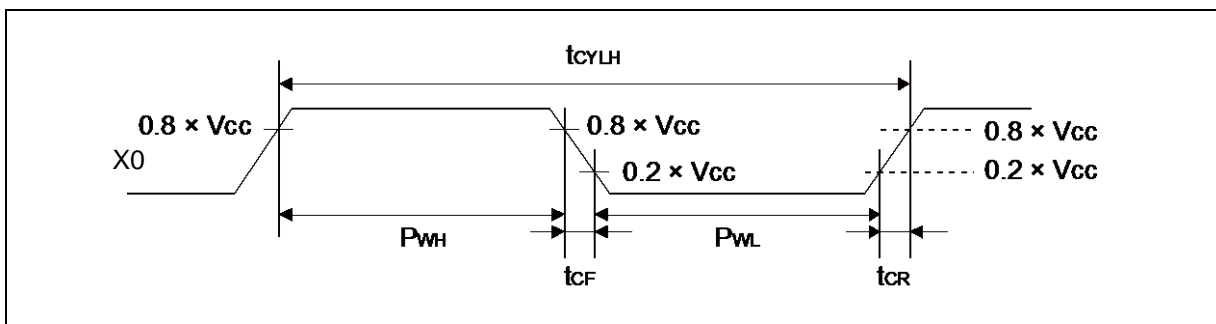 tCYLH
0.8 × Vcc
0.8 × Vcc
0.8 × Vcc
X0
0.2 × Vcc
0.2 × Vcc
PWH
PWL
tCF
tCR